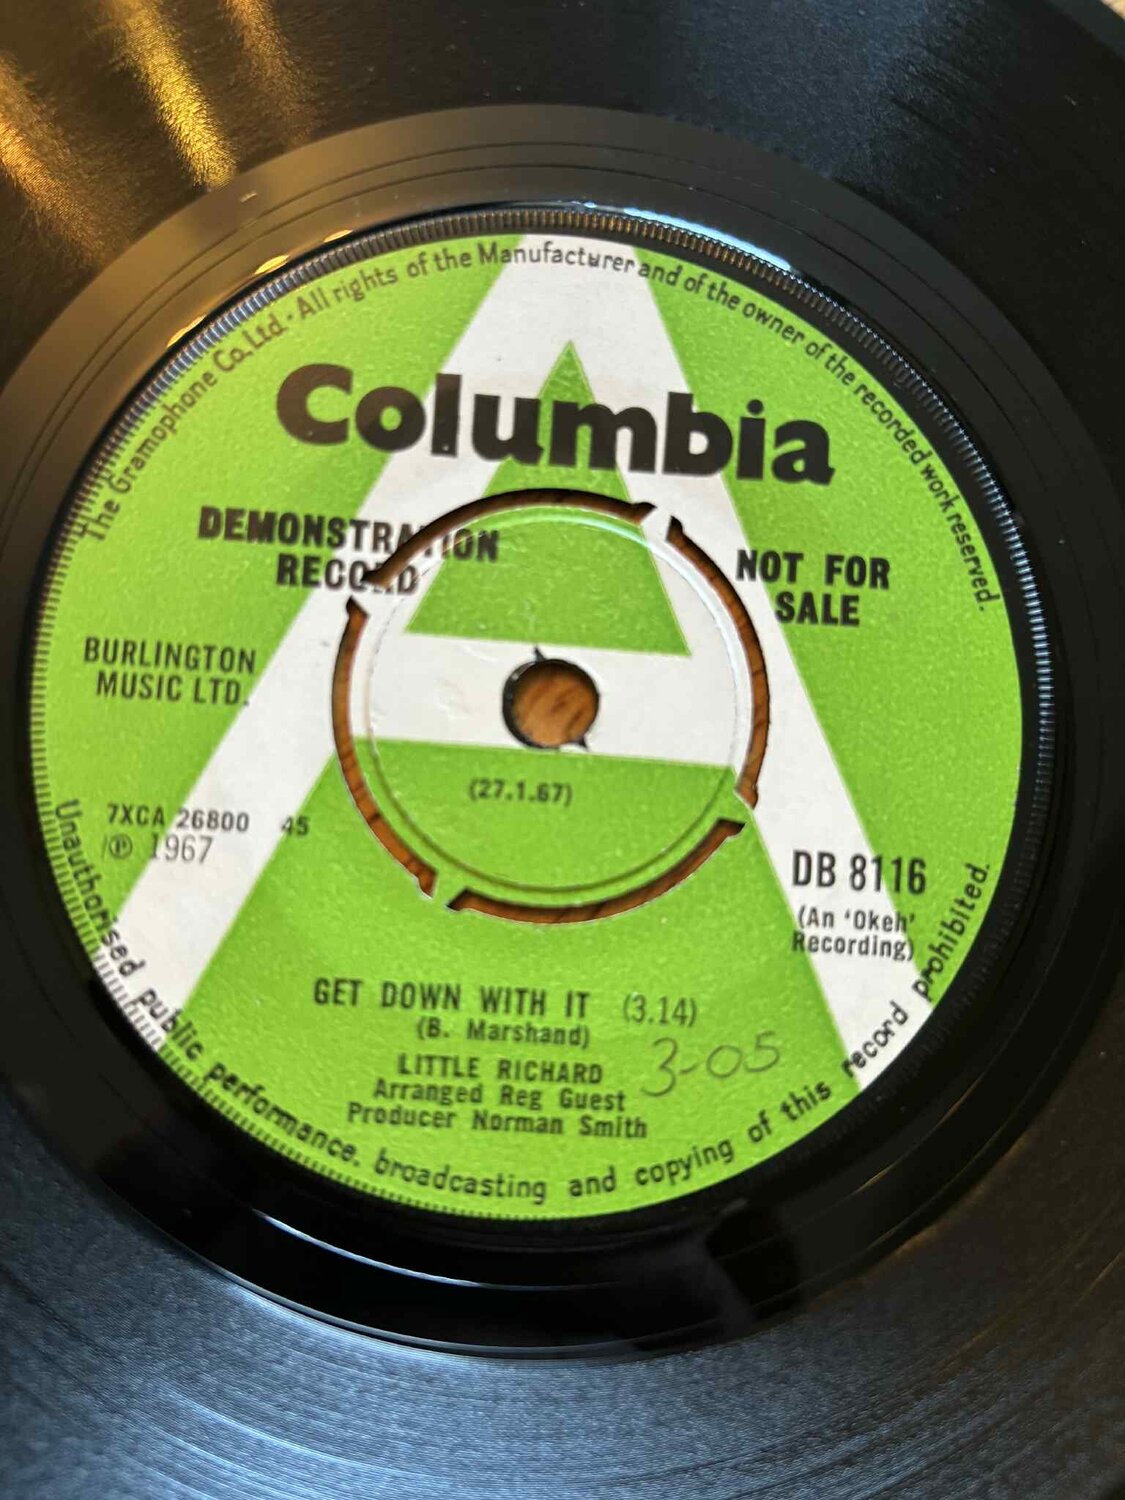 The Gramophone Co. Ltd. · All rights of the Manufacturer and of the owner of the recorded work reserved.
A
Columbia
DEMONSTRATION
RECORD
NOT FOR
SALE
BURLINGTON
MUSIC LTD.
(27.1.67)
7XCA 26800 45
℗ 1967
DB 8116
(An 'Okeh'
Recording)
GET DOWN WITH IT (3.14)
(B. Marshand)
3-05
LITTLE RICHARD
Arranged Reg Guest
Producer Norman Smith
Unauthorised public performance, broadcasting and copying of this record prohibited.